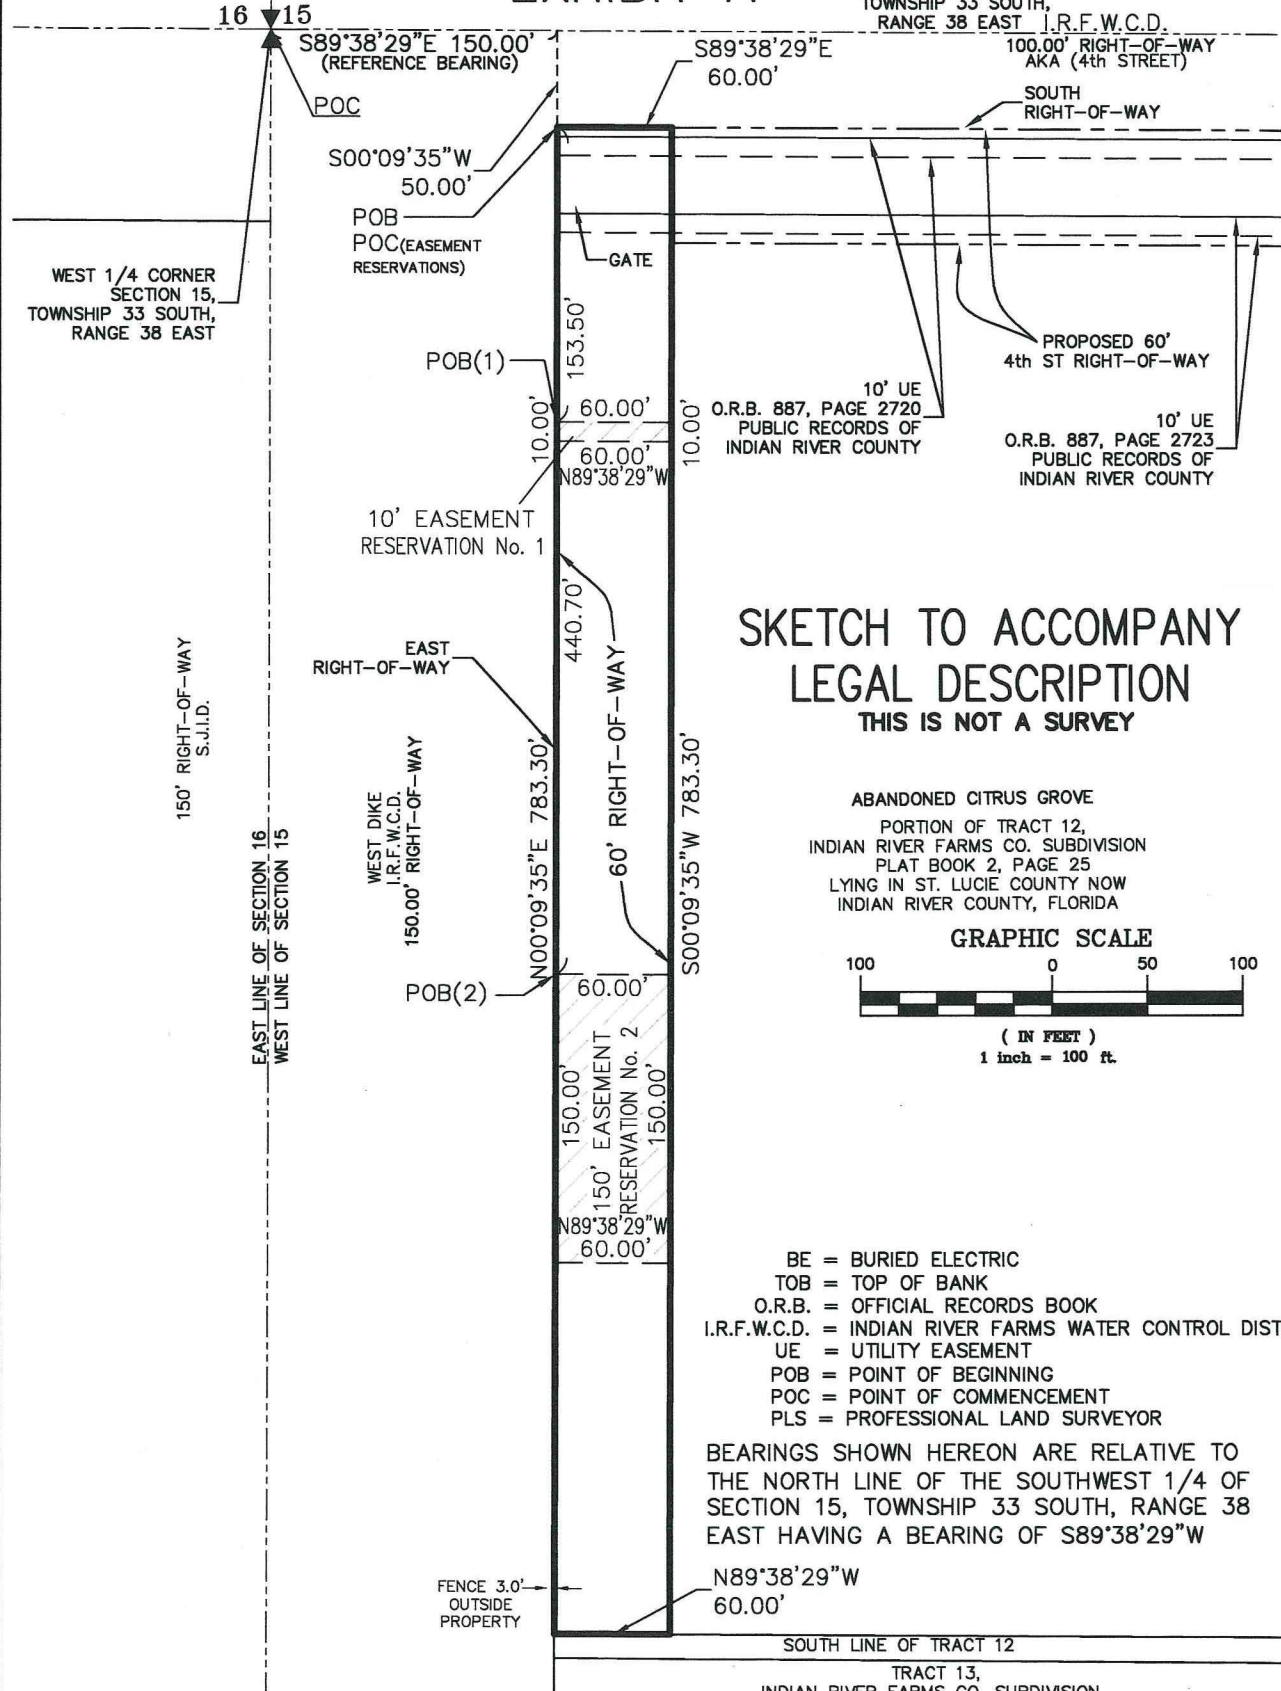 TOWNSHIP 33 SOUTH,
16 15
RANGE 38 EAST I.R.F.W.C.D.
S89°38'29"E 150.00'
(REFERENCE BEARING)
S89°38'29"E
60.00'
100.00' RIGHT-OF-WAY
AKA (4th STREET)
POC
SOUTH
RIGHT-OF-WAY
S00°09'35"W
50.00'
POB
POC(EASEMENT
RESERVATIONS)
GATE
WEST 1/4 CORNER
SECTION 15,
TOWNSHIP 33 SOUTH,
RANGE 38 EAST
153.50'
PROPOSED 60'
4th ST RIGHT-OF-WAY
POB(1)
10' UE
O.R.B. 887, PAGE 2720
PUBLIC RECORDS OF
INDIAN RIVER COUNTY
10' UE
O.R.B. 887, PAGE 2723
PUBLIC RECORDS OF
INDIAN RIVER COUNTY
10.00'
60.00'
10.00'
60.00'
N89°38'29"W
10' EASEMENT
RESERVATION No. 1
440.70'
60' RIGHT-OF-WAY
EAST
RIGHT-OF-WAY
SKETCH TO ACCOMPANY
LEGAL DESCRIPTION
THIS IS NOT A SURVEY
150' RIGHT-OF-WAY
S.J.I.D.
WEST DIKE
I.R.F.W.C.D.
150.00' RIGHT-OF-WAY
N00°09'35"E 783.30'
S00°09'35"W 783.30'
EAST LINE OF SECTION 16
WEST LINE OF SECTION 15
ABANDONED CITRUS GROVE
PORTION OF TRACT 12,
INDIAN RIVER FARMS CO. SUBDIVISION
PLAT BOOK 2, PAGE 25
LYING IN ST. LUCIE COUNTY NOW
INDIAN RIVER COUNTY, FLORIDA
GRAPHIC SCALE
100 0 50 100
( IN FEET )
1 inch = 100 ft.
POB(2)
60.00'
150.00'
150' EASEMENT
RESERVATION No. 2
150.00'
N89°38'29"W
60.00'
BE = BURIED ELECTRIC
TOB = TOP OF BANK
O.R.B. = OFFICIAL RECORDS BOOK
I.R.F.W.C.D. = INDIAN RIVER FARMS WATER CONTROL DIST
UE = UTILITY EASEMENT
POB = POINT OF BEGINNING
POC = POINT OF COMMENCEMENT
PLS = PROFESSIONAL LAND SURVEYOR
BEARINGS SHOWN HEREON ARE RELATIVE TO
THE NORTH LINE OF THE SOUTHWEST 1/4 OF
SECTION 15, TOWNSHIP 33 SOUTH, RANGE 38
EAST HAVING A BEARING OF S89°38'29"W
FENCE 3.0'
OUTSIDE
PROPERTY
N89°38'29"W
60.00'
SOUTH LINE OF TRACT 12
TRACT 13,
INDIAN RIVER FARMS CO. SUBDIVISION